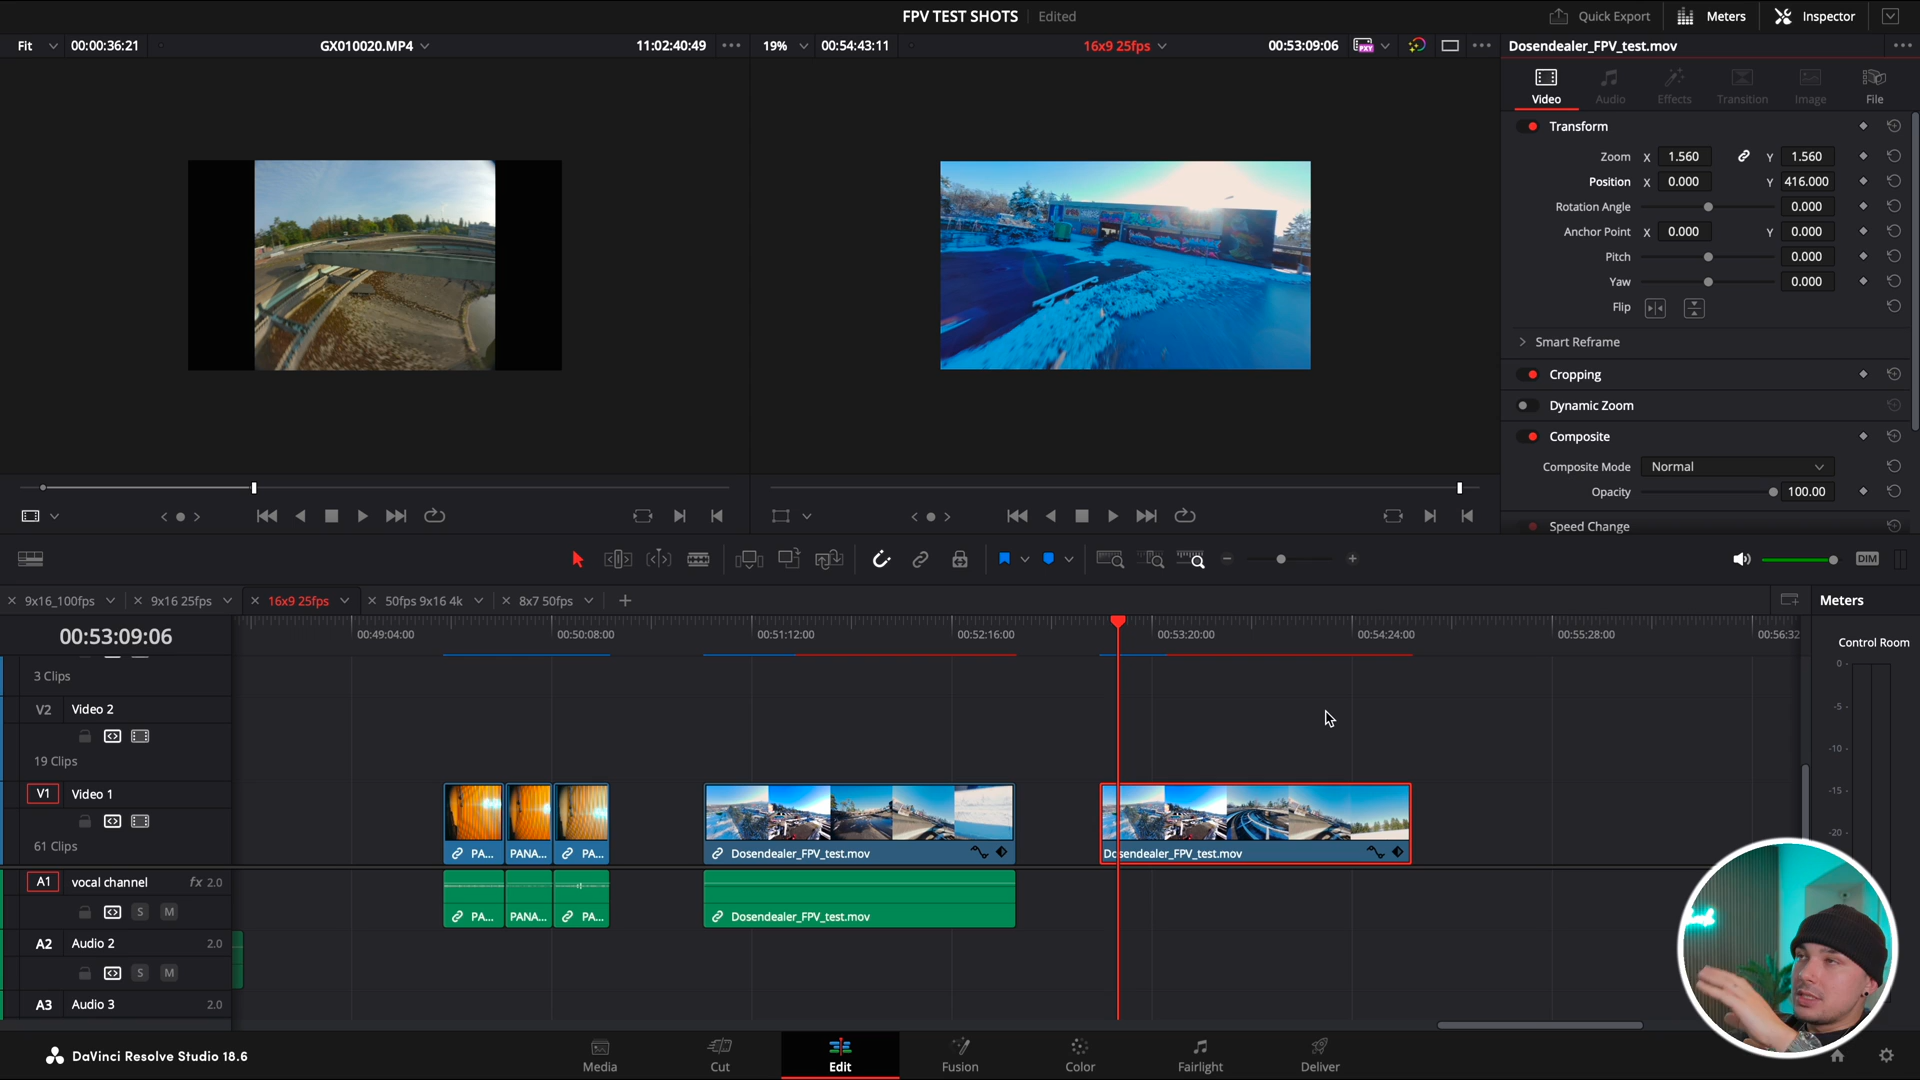 FPV TEST SHOTS Edited
Quick Export Meters Inspector
Fit 00:00:36:21 GX010020.MP4 11:02:40:49 19% 00:54:43:11 16x9 25fps 00:53:09:06 PXY Dosendealer_FPV_test.mov
Video Audio Effects Transition Image File
Transform
Zoom X 1.560 Y 1.560
Position X 0.000 Y 416.000
Rotation Angle 0.000
Anchor Point X 0.000 Y 0.000
Pitch 0.000
Yaw 0.000
Flip
Smart Reframe
Cropping
Dynamic Zoom
Composite
Composite Mode Normal
Opacity 100.00
Speed Change
DIM
9x16_100fps 9x16 25fps 16x9 25fps 50fps 9x16 4k 8x7 50fps Meters
00:53:09:06 00:49:04:00 00:50:08:00 00:51:12:00 00:52:16:00 00:53:20:00 00:54:24:00 00:55:28:00 00:56:32
Control Room
0
-5
-10
-15
-20
3 Clips
V2 Video 2
19 Clips
V1 Video 1
61 Clips
PA... PANA... PA... Dosendealer_FPV_test.mov Dosendealer_FPV_test.mov
A1 vocal channel fx 2.0
S M
PA... PANA... PA... Dosendealer_FPV_test.mov
A2 Audio 2 2.0
S M
A3 Audio 3 2.0
DaVinci Resolve Studio 18.6
Media Cut Edit Fusion Color Fairlight Deliver